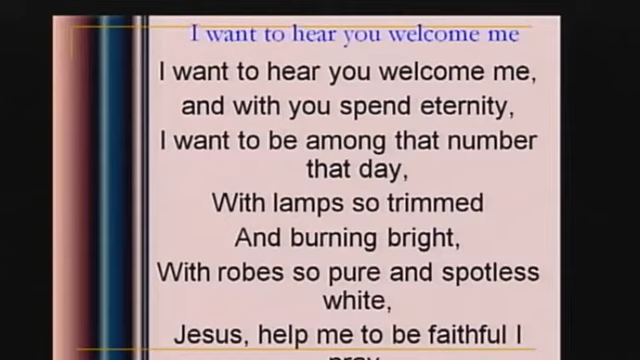 I want to hear you welcome me
I want to hear you welcome me,
and with you spend eternity,
I want to be among that number
that day,
With lamps so trimmed
And burning bright,
With robes so pure and spotless
white,
Jesus, help me to be faithful I
pray